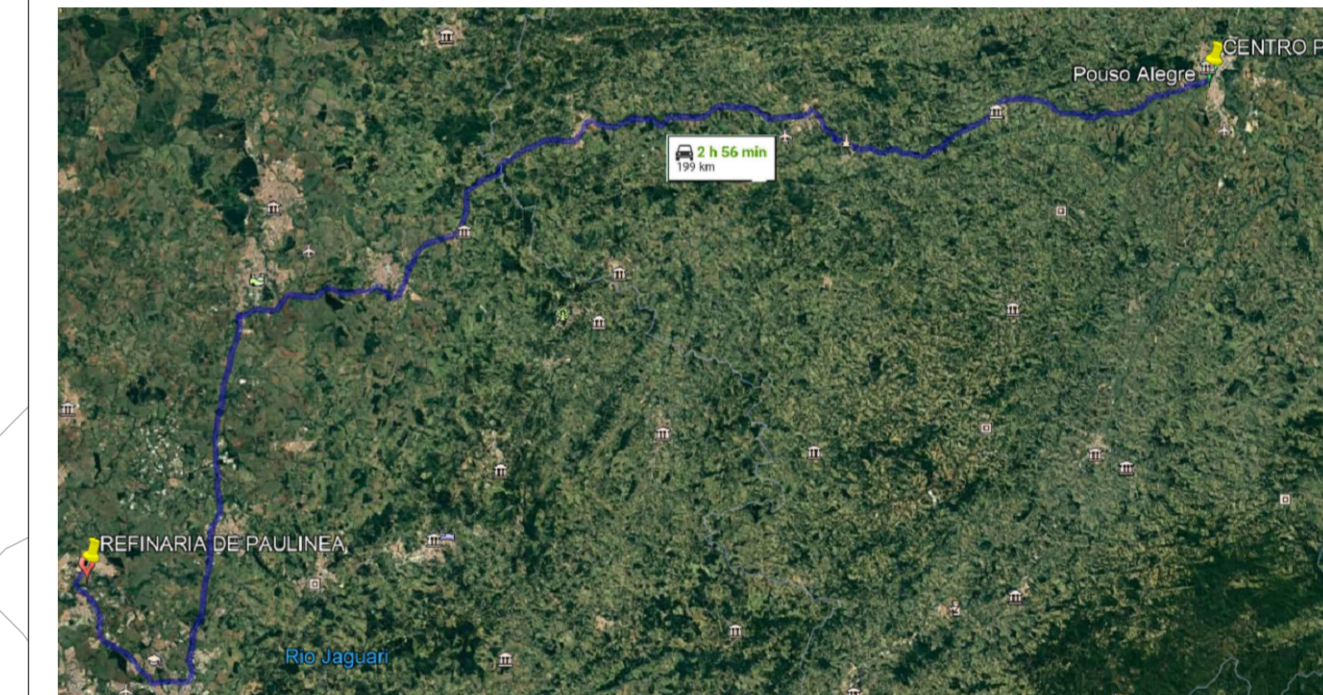 CENTRO P
Pouso Alegre
2 h 56 min
199 km
REFINARIA DE PAULINEA
Rio Jaguari